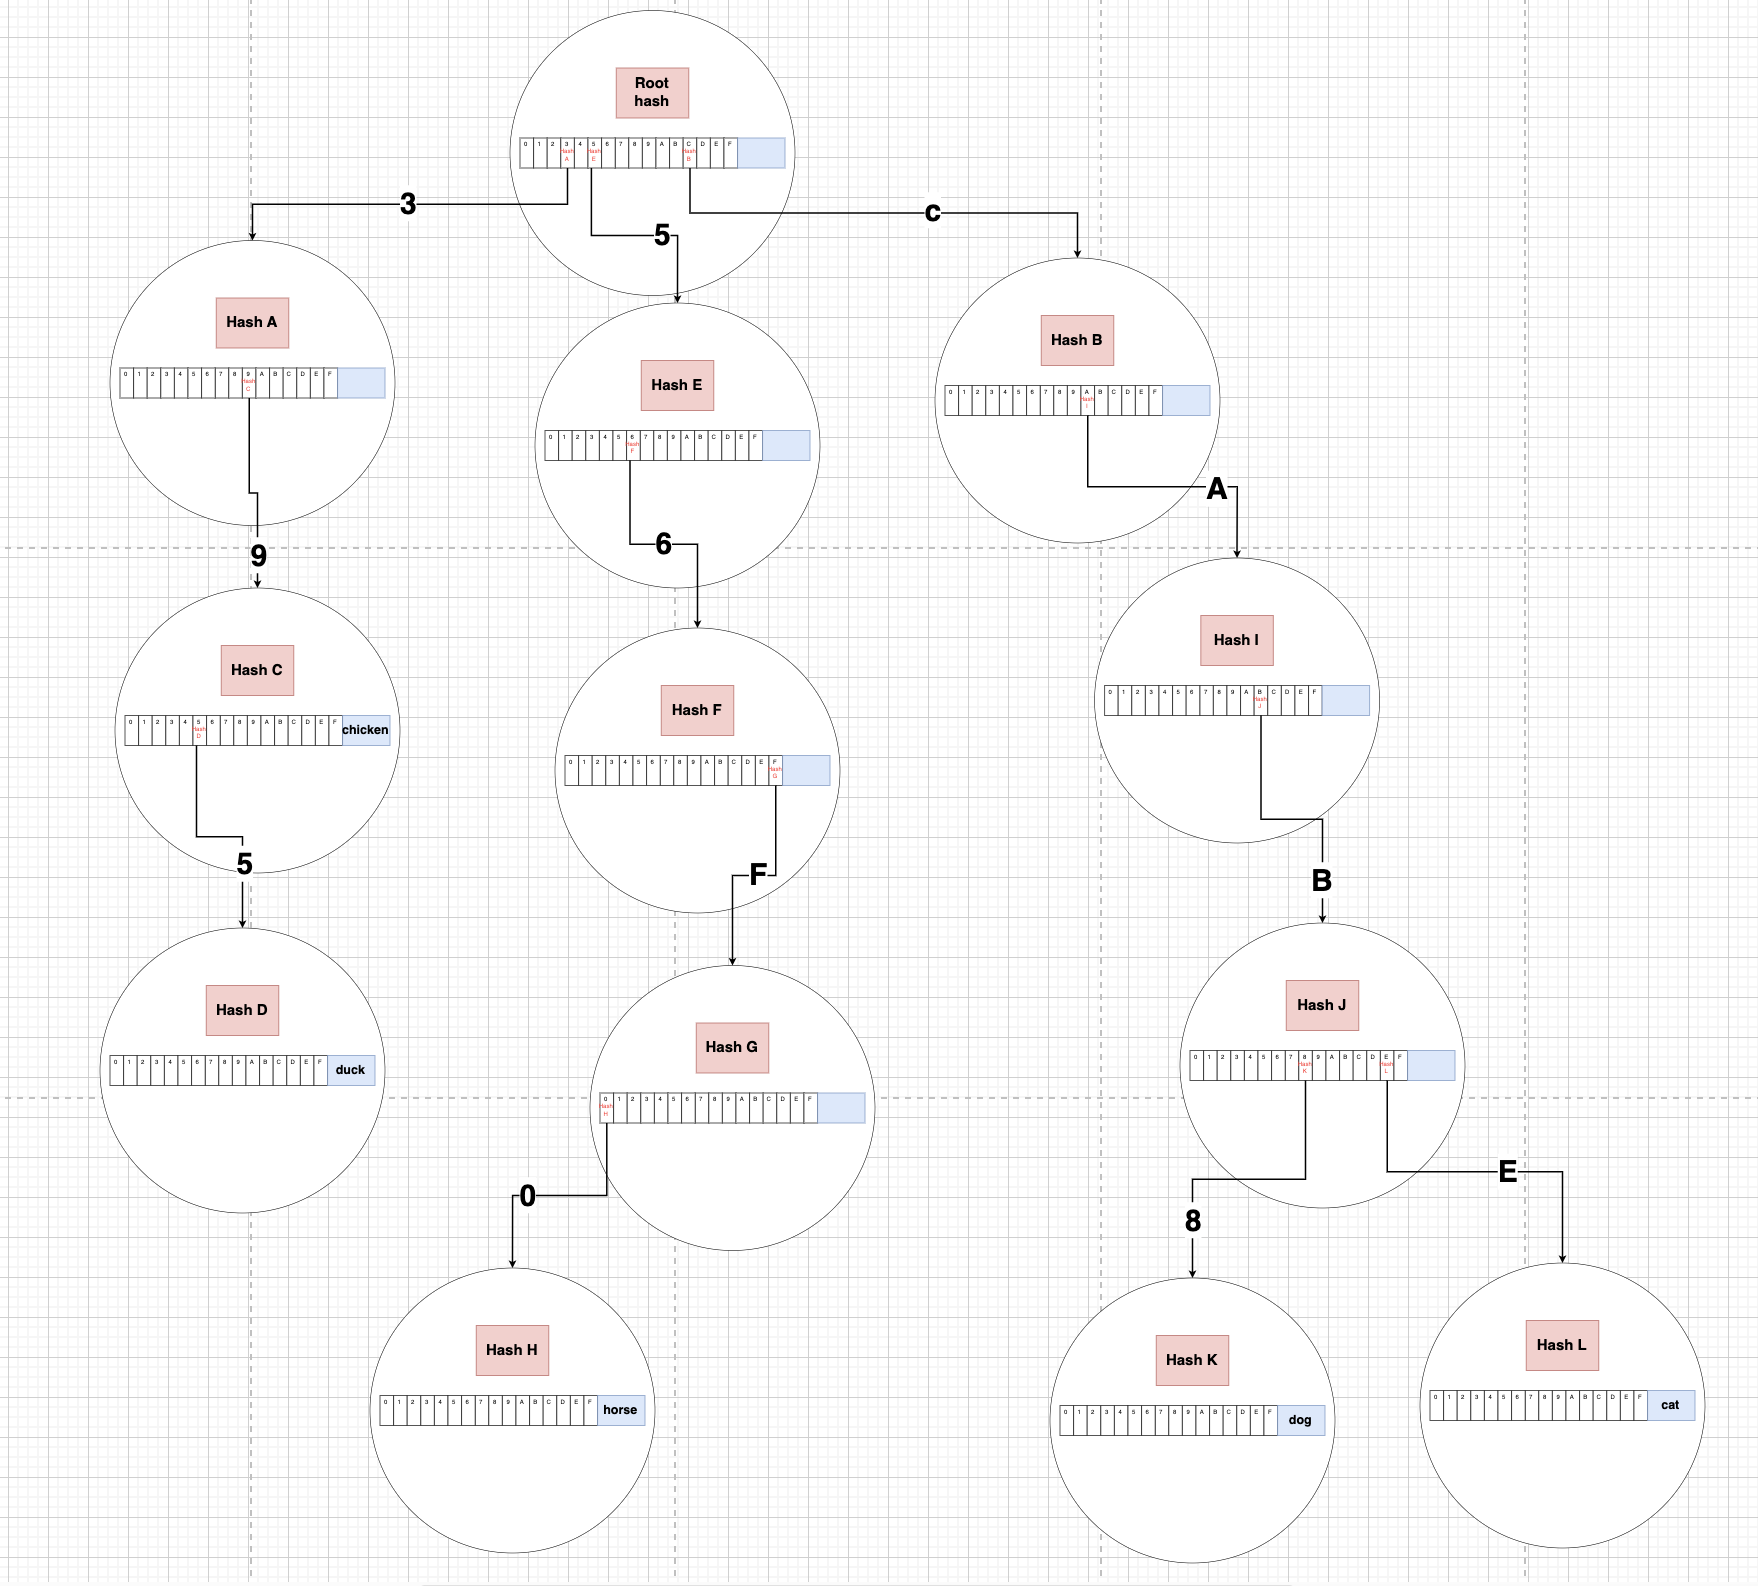 Root
hash
0 1 2 3 4 5 6 7 8 9 A B C D E F
Hash A
Hash E
Hash B
3
5
c
Hash A
0 1 2 3 4 5 6 7 8 9 A B C D E F
Hash C
Hash E
0 1 2 3 4 5 6 7 8 9 A B C D E F
Hash F
Hash B
0 1 2 3 4 5 6 7 8 9 A B C D E F
Hash I
9
6
A
Hash C
0 1 2 3 4 5 6 7 8 9 A B C D E F chicken
Hash D
Hash F
0 1 2 3 4 5 6 7 8 9 A B C D E F
Hash G
Hash I
0 1 2 3 4 5 6 7 8 9 A B C D E F
Hash J
5
F
B
Hash D
0 1 2 3 4 5 6 7 8 9 A B C D E F duck
Hash G
0 1 2 3 4 5 6 7 8 9 A B C D E F
Hash H
Hash J
0 1 2 3 4 5 6 7 8 9 A B C D E F
Hash K
Hash L
0
8
E
Hash H
0 1 2 3 4 5 6 7 8 9 A B C D E F horse
Hash K
0 1 2 3 4 5 6 7 8 9 A B C D E F dog
Hash L
0 1 2 3 4 5 6 7 8 9 A B C D E F cat